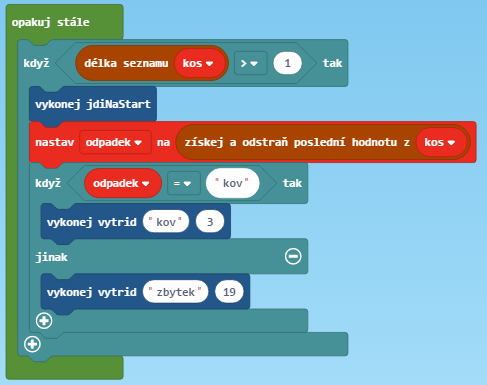 opakuj stále
když délka seznamu kos > 1 tak
vykonej jdiNaStart
nastav odpadek na získej a odstraň poslední hodnotu z kos
když odpadek = "kov" tak
vykonej vytrid "kov" 3
jinak
vykonej vytrid "zbytek" 19